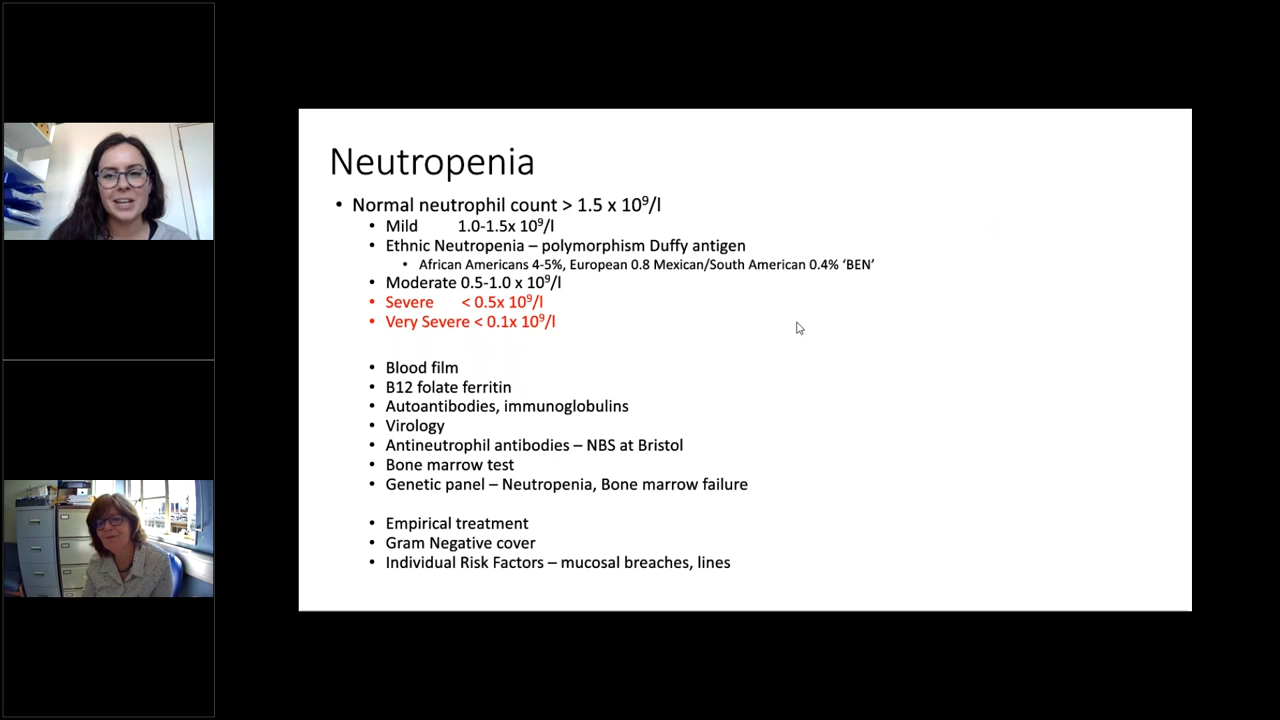 Neutropenia
• Normal neutrophil count > 1.5 x 10⁹/l
• Mild 1.0-1.5x 10⁹/l
• Ethnic Neutropenia – polymorphism Duffy antigen
• African Americans 4-5%, European 0.8 Mexican/South American 0.4% ‘BEN’
• Moderate 0.5-1.0 x 10⁹/l
• Severe < 0.5x 10⁹/l
• Very Severe < 0.1x 10⁹/l
• Blood film
• B12 folate ferritin
• Autoantibodies, immunoglobulins
• Virology
• Antineutrophil antibodies – NBS at Bristol
• Bone marrow test
• Genetic panel – Neutropenia, Bone marrow failure
• Empirical treatment
• Gram Negative cover
• Individual Risk Factors – mucosal breaches, lines